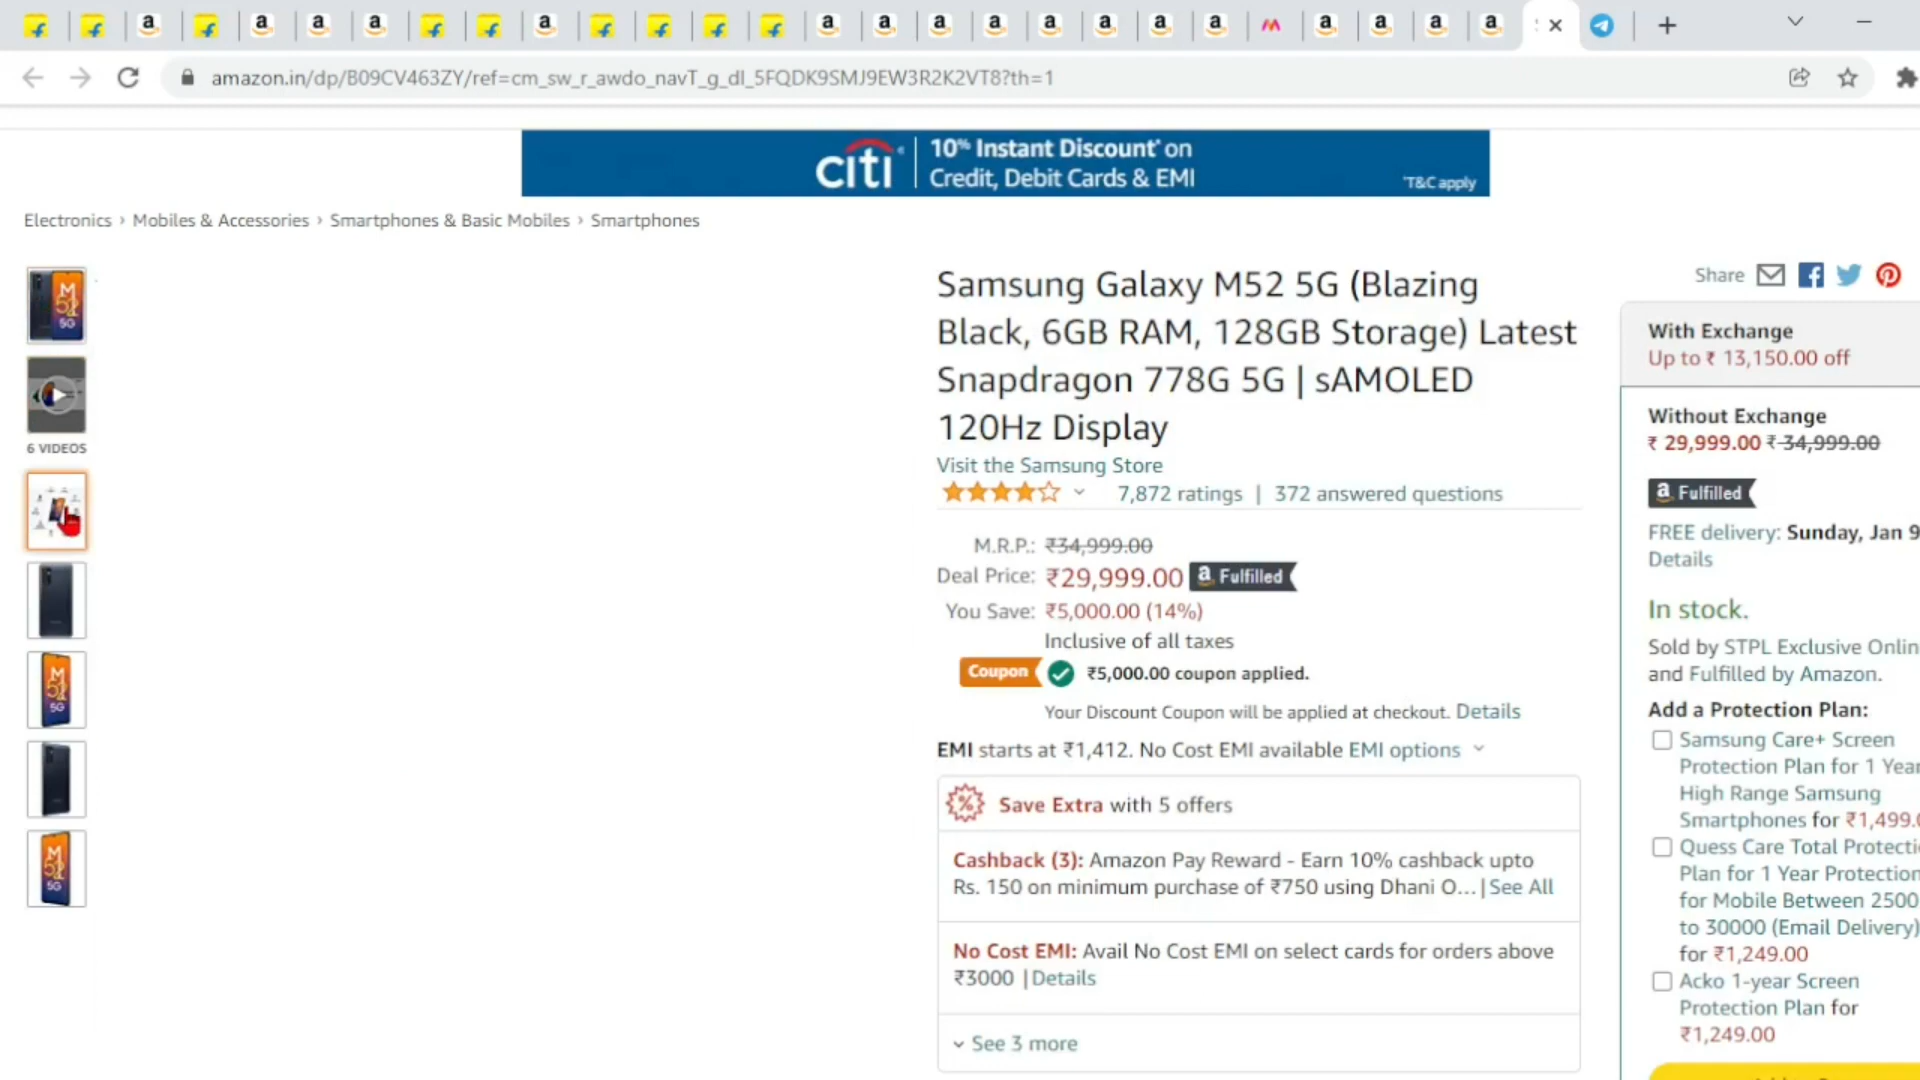 amazon.in/dp/B09CV463ZY/ref=cm_sw_r_awdo_navT_g_dl_5FQDK9SMJ9EW3R2K2VT8?th=1
citi
10% Instant Discount* on
Credit, Debit Cards & EMI
*T&C apply
Electronics › Mobiles & Accessories › Smartphones & Basic Mobiles › Smartphones
M
52
5G
6 VIDEOS
M
52
5G
M
52
5G
Samsung Galaxy M52 5G (Blazing
Black, 6GB RAM, 128GB Storage) Latest
Snapdragon 778G 5G | sAMOLED
120Hz Display
Visit the Samsung Store
7,872 ratings | 372 answered questions
M.R.P.: ₹34,999.00
Deal Price: ₹29,999.00 a Fulfilled
You Save: ₹5,000.00 (14%)
Inclusive of all taxes
Coupon ₹5,000.00 coupon applied.
Your Discount Coupon will be applied at checkout. Details
EMI starts at ₹1,412. No Cost EMI available EMI options
% Save Extra with 5 offers
Cashback (3): Amazon Pay Reward - Earn 10% cashback upto
Rs. 150 on minimum purchase of ₹750 using Dhani O... | See All
No Cost EMI: Avail No Cost EMI on select cards for orders above
₹3000 | Details
See 3 more
Share
With Exchange
Up to ₹ 13,150.00 off
Without Exchange
₹ 29,999.00 ₹ 34,999.00
a Fulfilled
FREE delivery: Sunday, Jan 9
Details
In stock.
Sold by STPL Exclusive Onlin
and Fulfilled by Amazon.
Add a Protection Plan:
Samsung Care+ Screen
Protection Plan for 1 Year
High Range Samsung
Smartphones for ₹1,499.0
Quess Care Total Protecti
Plan for 1 Year Protection
for Mobile Between 2500
to 30000 (Email Delivery)
for ₹1,249.00
Acko 1-year Screen
Protection Plan for
₹1,249.00